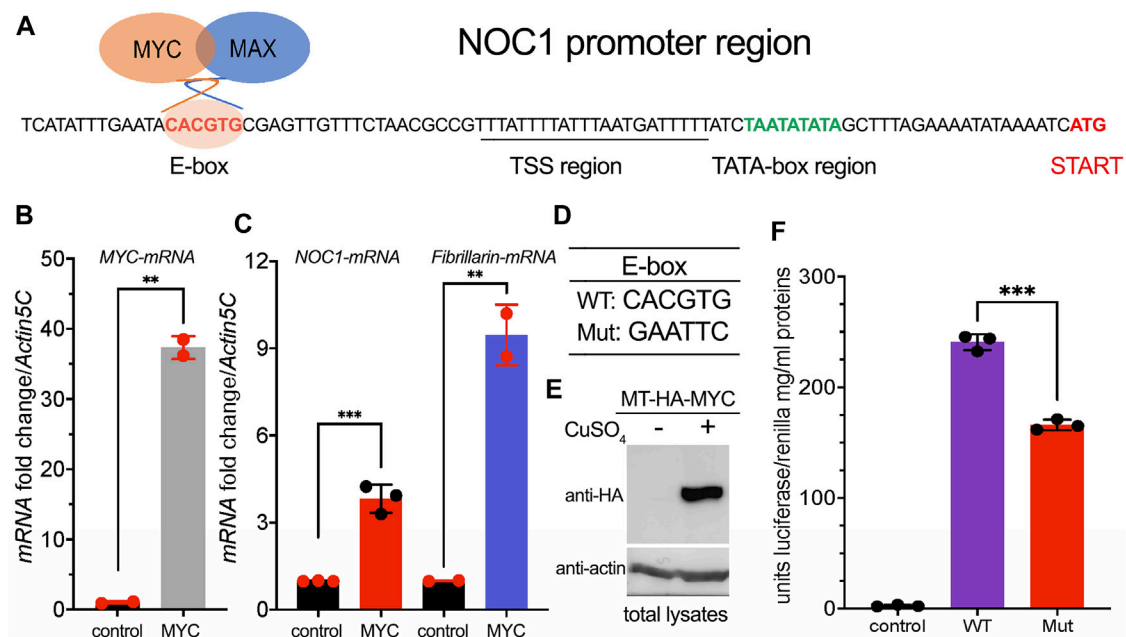 A
MYC
MAX
NOC1 promoter region
TCATATTTGAATACACGTGCGAGTTGTTTCTAACGCCGTTTATTTTATTTAATGATTTTTATCTAATATATAGCTTTAGAAAATATAAAATCATG
E-box
TSS region
TATA-box region
START
B
mRNA fold change/Actin5C
50
40
30
20
10
0
MYC-mRNA
**
control
MYC
C
mRNA fold change/Actin5C
12
9
6
3
0
NOC1-mRNA
Fibrillarin-mRNA
***
**
control
MYC
control
MYC
D
E-box
WT: CACGTG
Mut: GAATTC
E
MT-HA-MYC
CuSO4
-
+
anti-HA
anti-actin
total lysates
F
units luciferase/renilla mg/ml proteins
300
250
200
150
100
50
0
***
control
WT
Mut